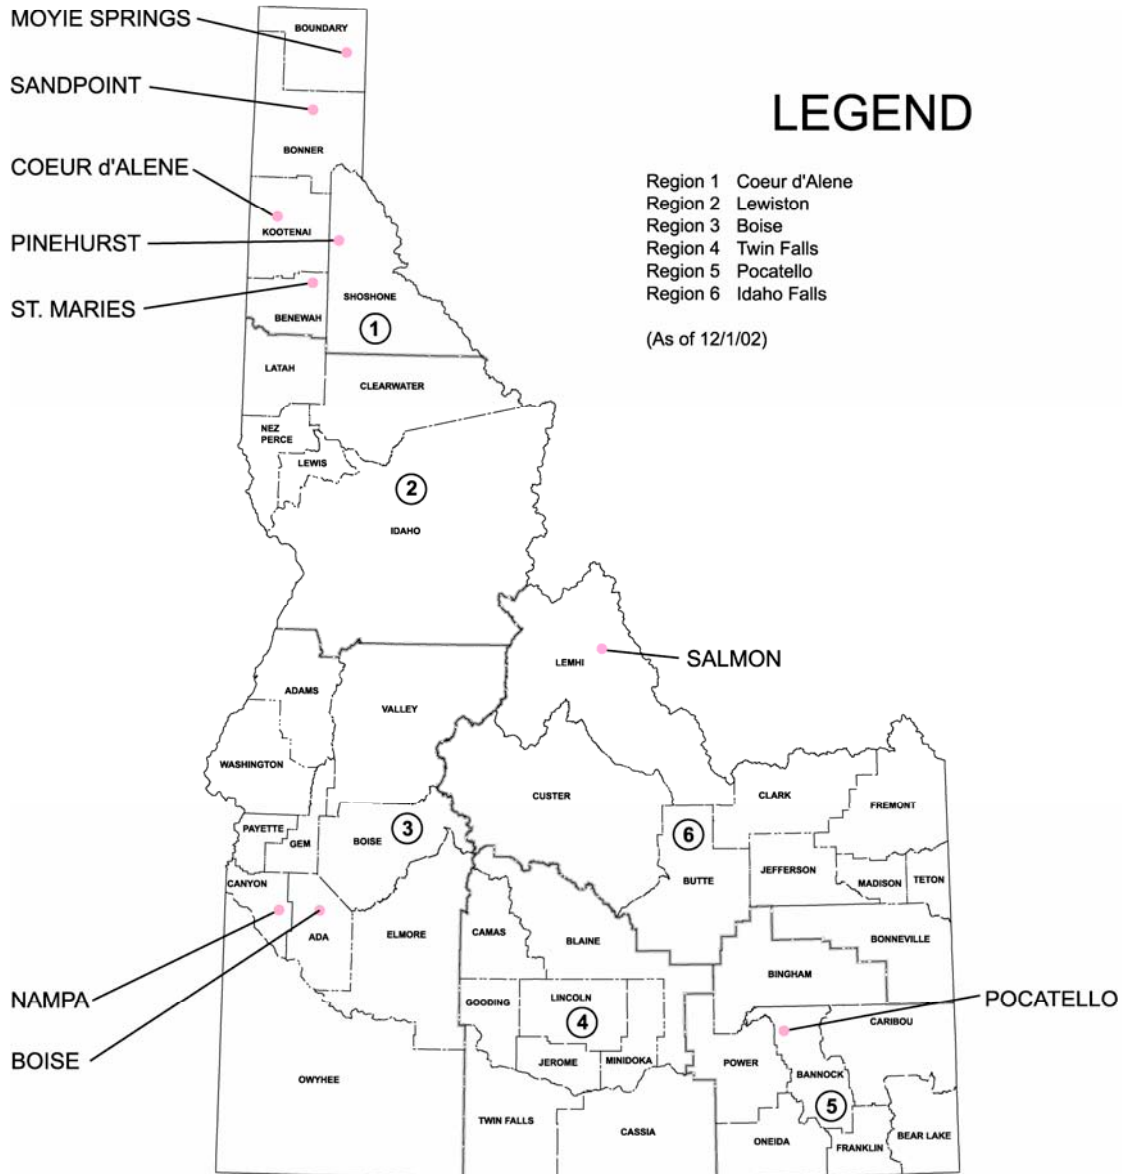 MOYIE SPRINGS
BOUNDARY
SANDPOINT
LEGEND
BONNER
COEUR d'ALENE
Region 1 Coeur d'Alene
Region 2 Lewiston
Region 3 Boise
Region 4 Twin Falls
Region 5 Pocatello
Region 6 Idaho Falls
(As of 12/1/02)
KOOTENAI
PINEHURST
SHOSHONE
ST. MARIES
BENEWAH
1
LATAH
CLEARWATER
NEZ
PERCE
LEWIS
2
IDAHO
SALMON
LEMHI
ADAMS
VALLEY
WASHINGTON
CUSTER
CLARK
FREMONT
PAYETTE
GEM
BOISE
3
6
JEFFERSON
MADISON
TETON
CANYON
BUTTE
ADA
ELMORE
CAMAS
BLAINE
BONNEVILLE
BINGHAM
NAMPA
GOODING
LINCOLN
POCATELLO
4
CARIBOU
BOISE
JEROME
MINIDOKA
POWER
BANNOCK
OWYHEE
5
TWIN FALLS
CASSIA
ONEIDA
FRANKLIN
BEAR LAKE